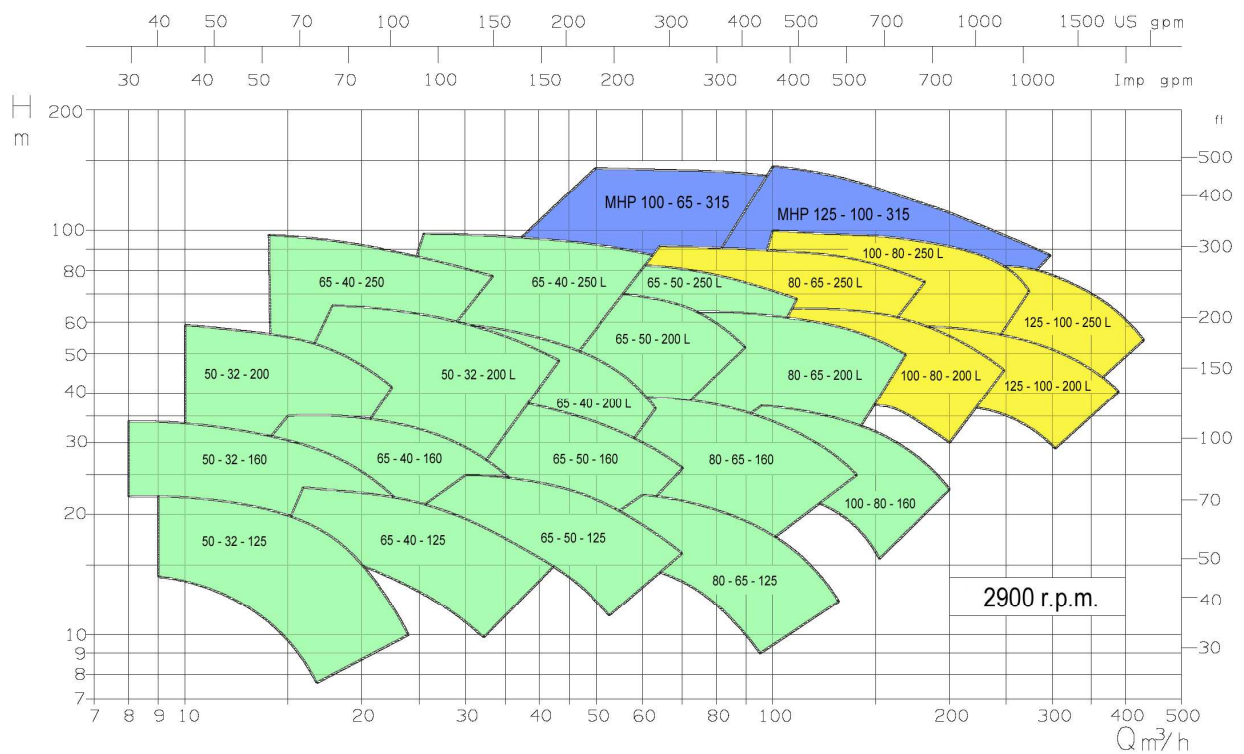 40 50 70 100 150 200 300 450 700 1000 1500 US gpm
30 40 50 70 100 150 200 300 400 500 700 1000 Imp gpm
H
m
200
100
80
60
50
40
30
20
10
9
8
7
ft
500
400
300
200
150
100
70
50
40
30
MHP 100 - 65 - 315
MHP 125 - 100 - 315
100 - 80 - 250 L
65 - 40 - 250
65 - 40 - 250 L
65 - 50 - 250 L
80 - 65 - 250 L
125 - 100 - 250 L
65 - 50 - 200 L
50 - 32 - 200
50 - 32 - 200 L
80 - 65 - 200 L
100 - 80 - 200 L
125 - 100 - 200 L
65 - 40 - 200 L
50 - 32 - 160
65 - 40 - 160
65 - 50 - 160
80 - 65 - 160
100 - 80 - 160
50 - 32 - 125
65 - 40 - 125
65 - 50 - 125
80 - 65 - 125
2900 r.p.m.
7 8 9 10 20 30 40 50 60 80 100 200 300 400 500
Q m³/h